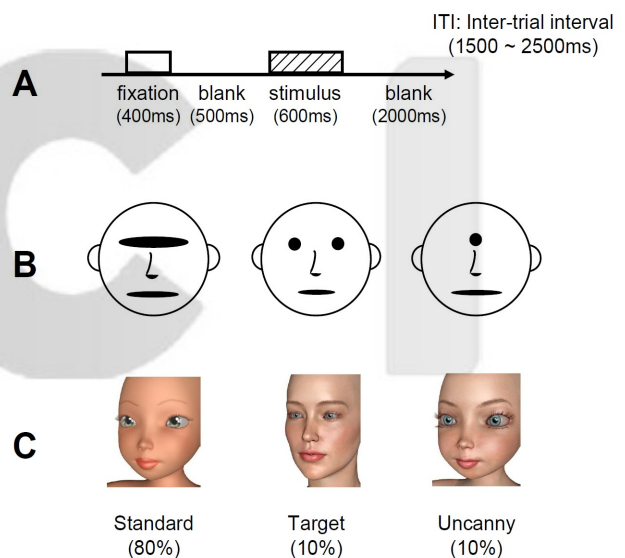 ITI: Inter-trial interval
(1500 ~ 2500ms)
A
fixation blank stimulus blank
(400ms) (500ms) (600ms) (2000ms)
B
C
Standard Target Uncanny
(80%) (10%) (10%)